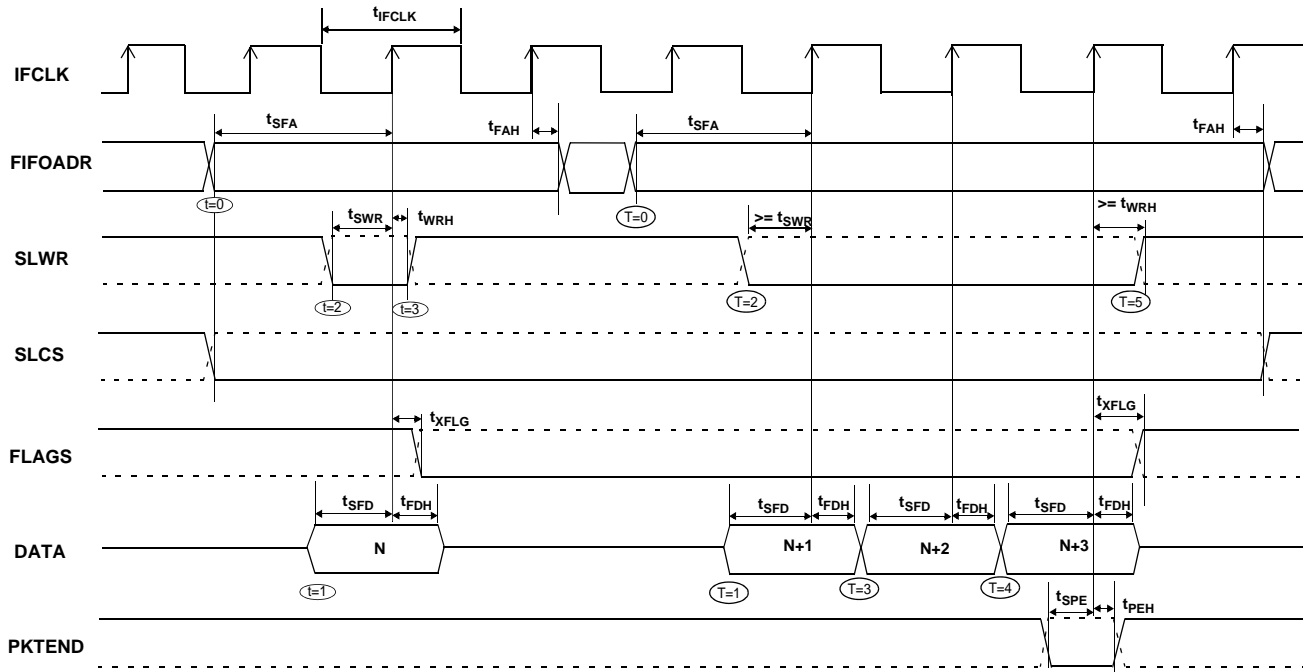 tIFCLK
IFCLK
tSFA
tFAH
tSFA
tFAH
FIFOADR
t=0
T=0
tSWR
tWRH
>= tSWR
>= tWRH
SLWR
t=2
t=3
T=2
T=5
SLCS
tXFLG
tXFLG
FLAGS
tSFD
tFDH
tSFD
tFDH
tSFD
tFDH
tSFD
tFDH
DATA
N
N+1
N+2
N+3
t=1
T=1
T=3
T=4
tSPE
tPEH
PKTEND